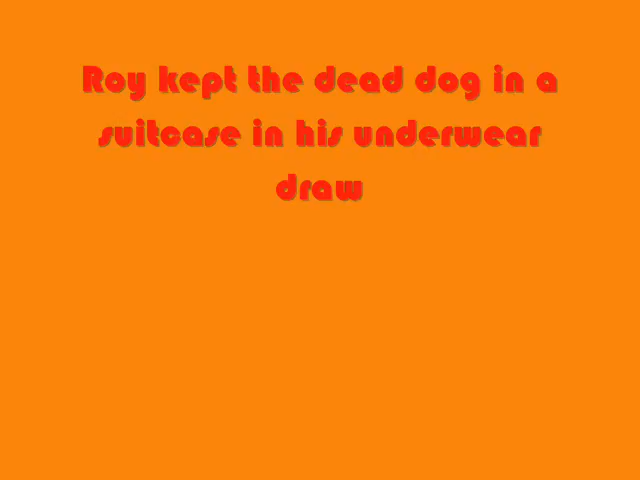 Roy kept the dead dog in a
suitcase in his underwear
draw